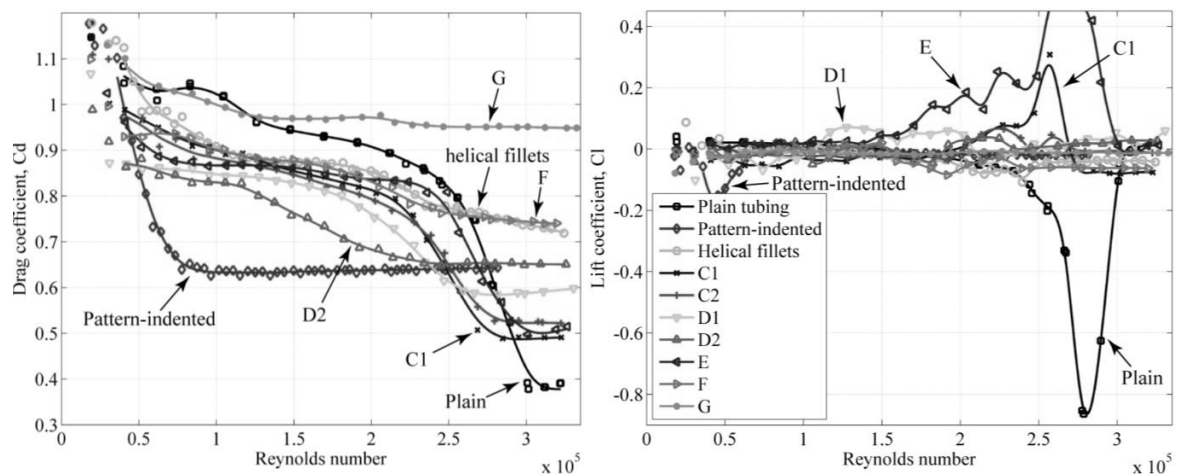 1.1
1
0.9
0.8
0.7
0.6
0.5
0.4
0.3
Drag coefficient, Cd
G
helical fillets
F
D2
Pattern-indented
C1
Plain
0 0.5 1 1.5 2 2.5 3
Reynolds number
x 10⁵
0.4
0.2
0
-0.2
-0.4
-0.6
-0.8
Lift coefficient, Cl
E
C1
D1
Pattern-indented
Plain tubing
Pattern-indented
Helical fillets
C1
C2
D1
D2
E
F
G
Plain
0 0.5 1 1.5 2 2.5 3
Reynolds number
x 10⁵